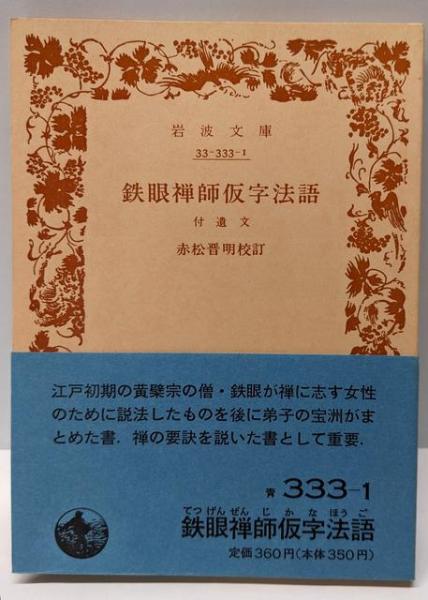 岩波文庫
33-333-1
鉄眼禅師仮字法語
付遺文
赤松晋明校訂
江戸初期の黄檗宗の僧・鉄眼が禅に志す女性
のために説法したものを後に弟子の宝洲がま
とめた書．禅の要訣を説いた書として重要．
青 333-1
てつげんぜんじかなほうご
鉄眼禅師仮字法語
定価360円(本体350円)